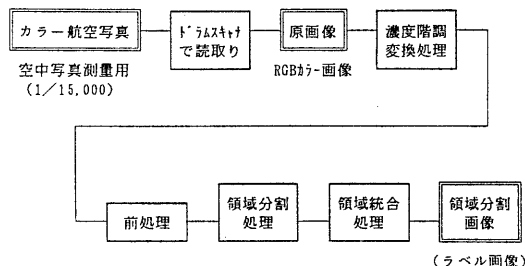 カラー航空写真
空中写真測量用
(1/15,000)
ﾄﾞﾗﾑｽｷｬﾅ
で読取り
原画像
RGBｶﾗｰ画像
濃度階調
変換処理
前処理
領域分割
処理
領域統合
処理
領域分割
画像
(ラベル画像)